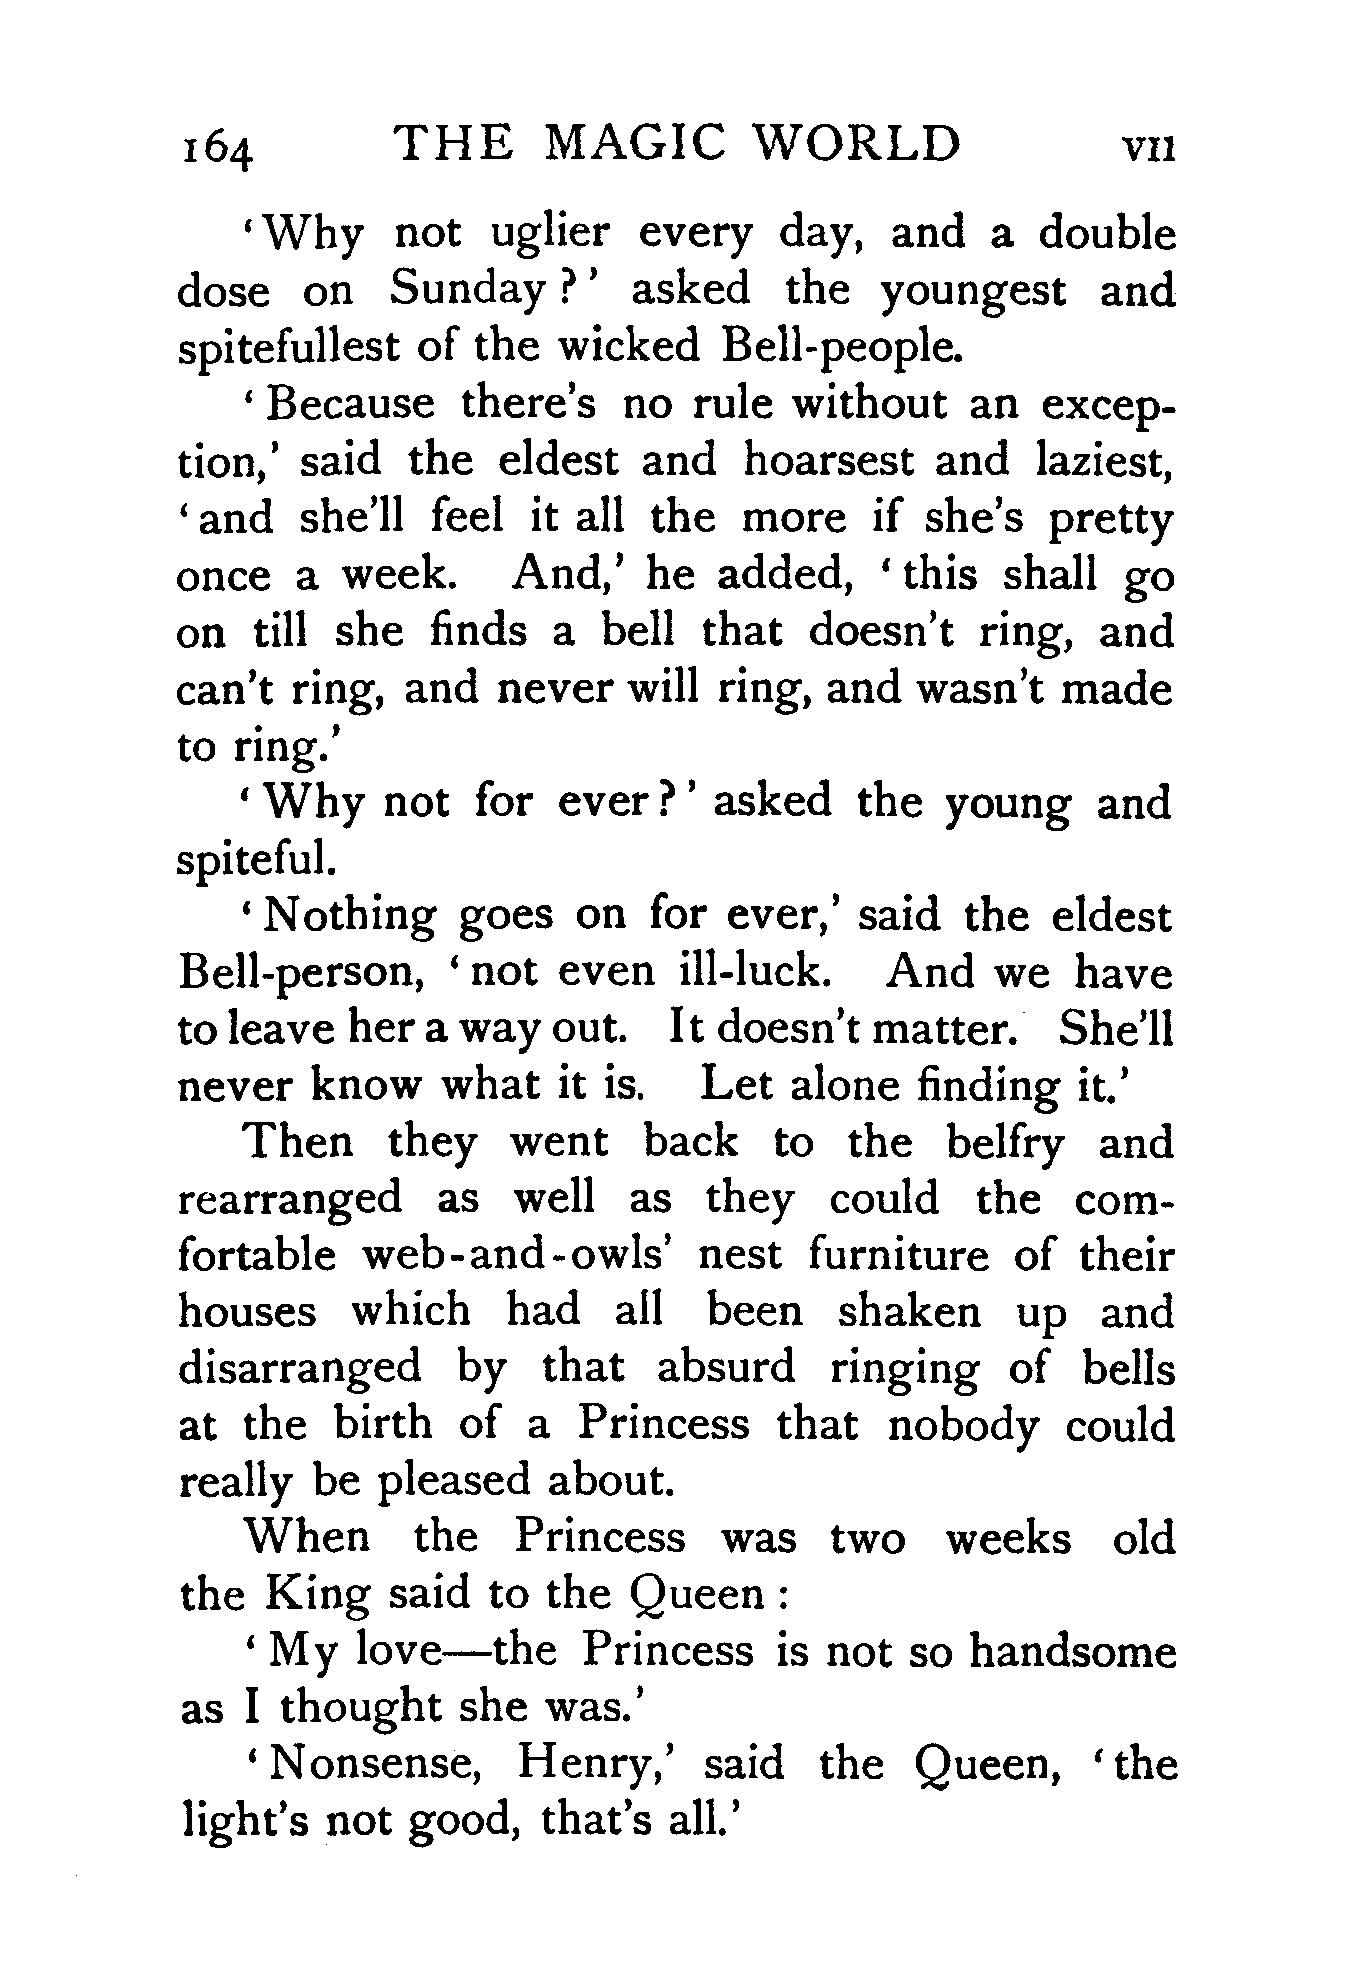 164 THE MAGIC WORLD VII
‘Why not uglier every day, and a double
dose on Sunday?’ asked the youngest and
spitefullest of the wicked Bell-people.
‘Because there’s no rule without an excep-
tion,’ said the eldest and hoarsest and laziest,
‘and she’ll feel it all the more if she’s pretty
once a week. And,’ he added, ‘this shall go
on till she finds a bell that doesn’t ring, and
can’t ring, and never will ring, and wasn’t made
to ring.’
‘Why not for ever?’ asked the young and
spiteful.
‘Nothing goes on for ever,’ said the eldest
Bell-person, ‘not even ill-luck. And we have
to leave her a way out. It doesn’t matter. She’ll
never know what it is. Let alone finding it.’
Then they went back to the belfry and
rearranged as well as they could the com-
fortable web-and-owls’ nest furniture of their
houses which had all been shaken up and
disarranged by that absurd ringing of bells
at the birth of a Princess that nobody could
really be pleased about.
When the Princess was two weeks old
the King said to the Queen:
‘My love—the Princess is not so handsome
as I thought she was.’
‘Nonsense, Henry,’ said the Queen, ‘the
light’s not good, that’s all.’